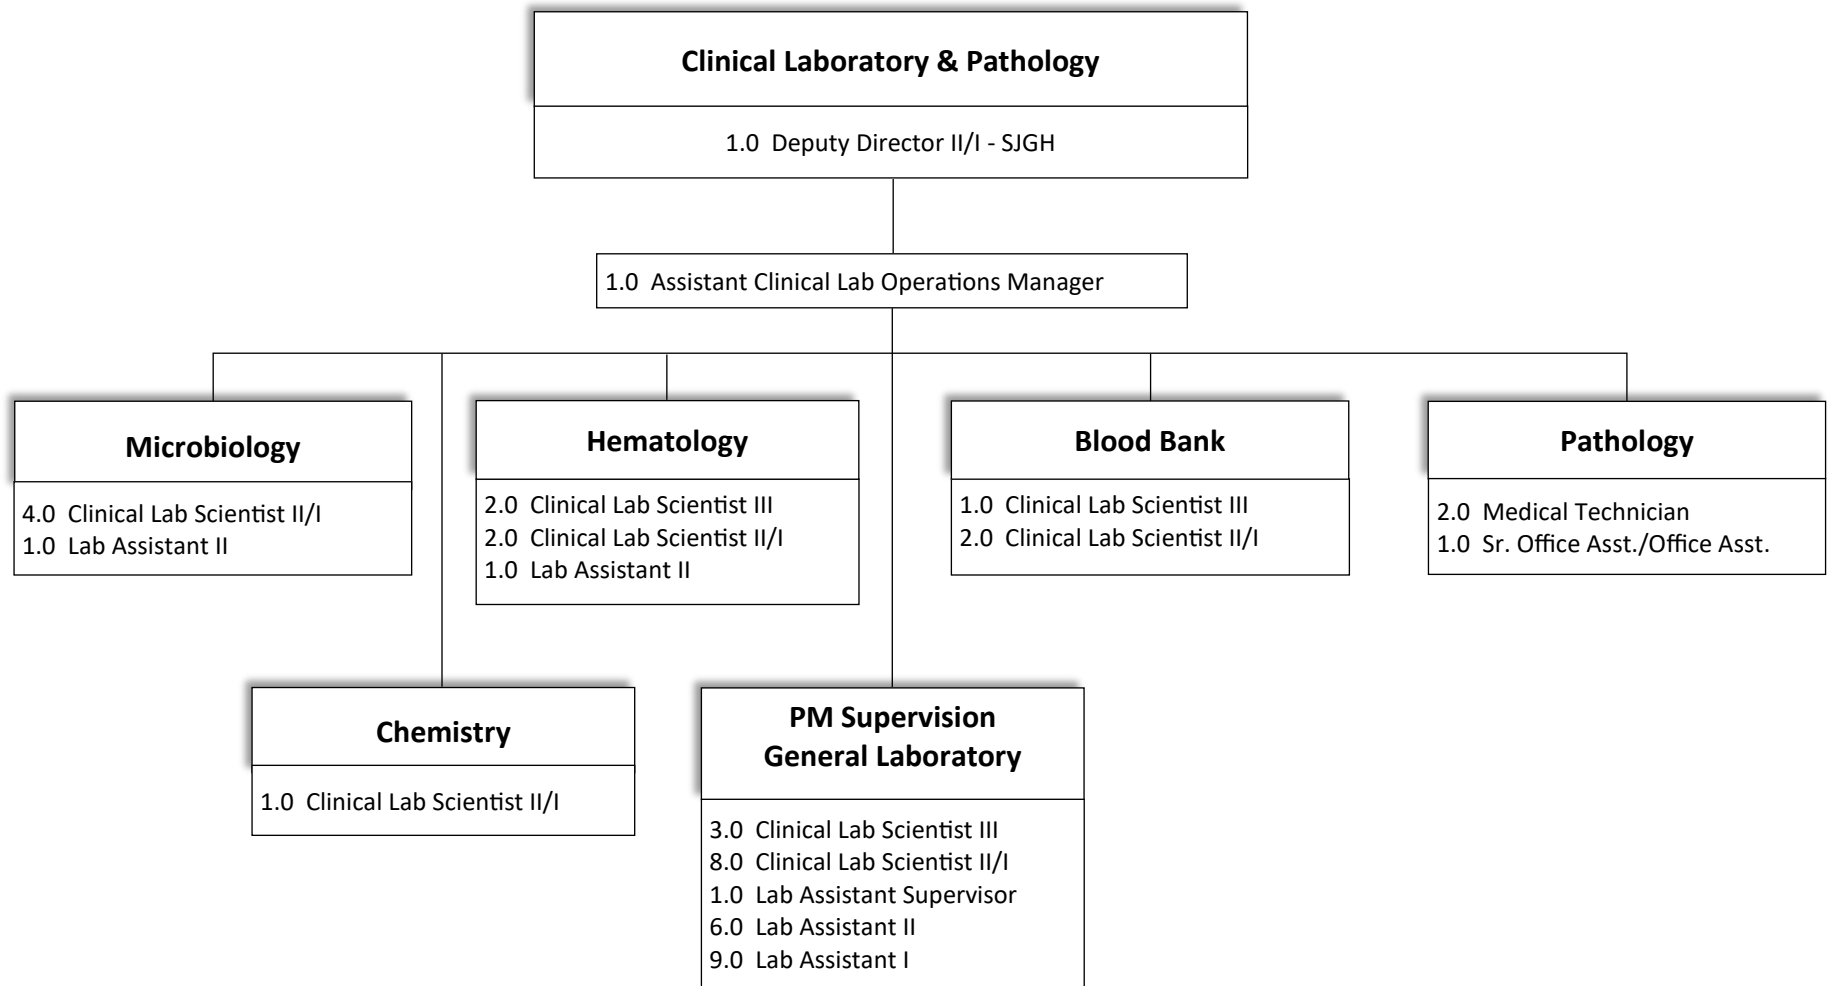 Clinical Laboratory & Pathology
1.0 Deputy Director II/I - SJGH
1.0 Assistant Clinical Lab Operations Manager
Microbiology
4.0 Clinical Lab Scientist II/I
1.0 Lab Assistant II
Hematology
2.0 Clinical Lab Scientist III
2.0 Clinical Lab Scientist II/I
1.0 Lab Assistant II
Blood Bank
1.0 Clinical Lab Scientist III
2.0 Clinical Lab Scientist II/I
Pathology
2.0 Medical Technician
1.0 Sr. Office Asst./Office Asst.
Chemistry
1.0 Clinical Lab Scientist II/I
PM Supervision
General Laboratory
3.0 Clinical Lab Scientist III
8.0 Clinical Lab Scientist II/I
1.0 Lab Assistant Supervisor
6.0 Lab Assistant II
9.0 Lab Assistant I